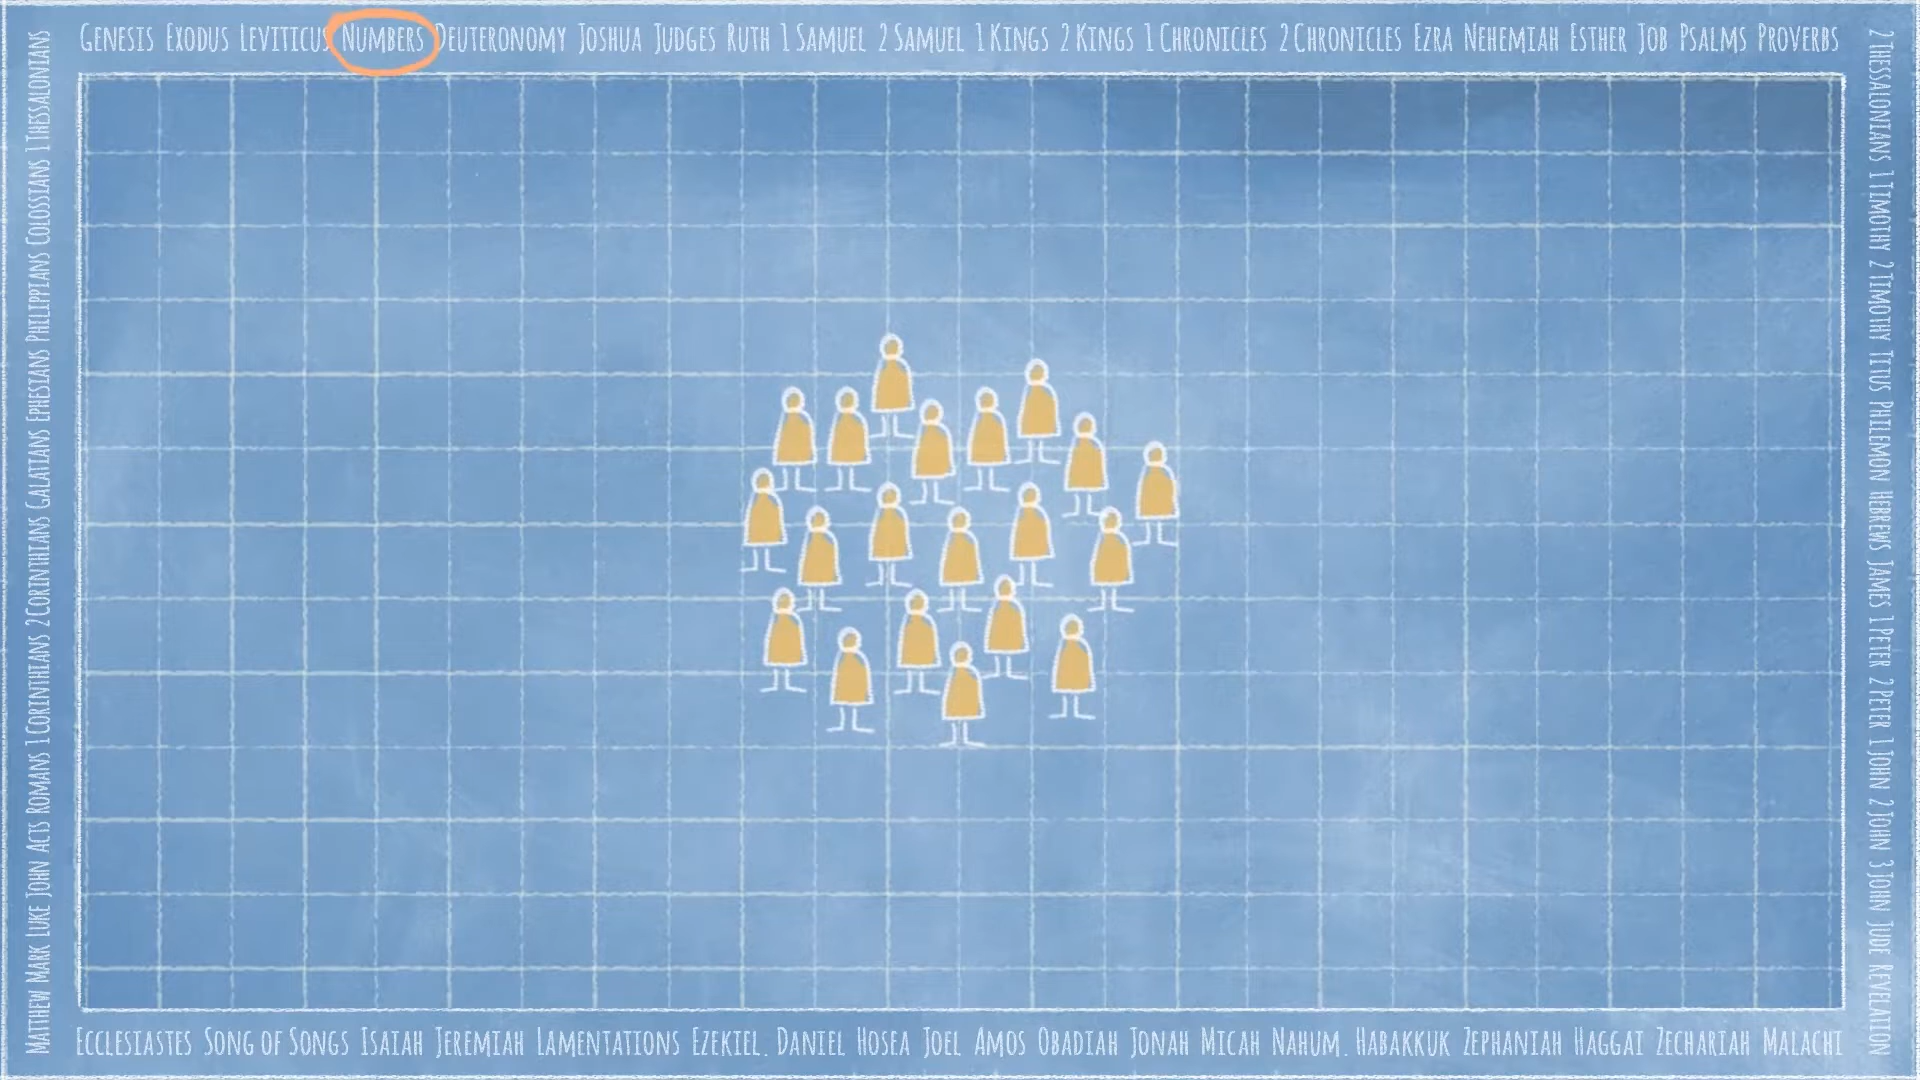 Genesis Exodus Leviticus Numbers Deuteronomy Joshua Judges Ruth 1 Samuel 2 Samuel 1 Kings 2 Kings 1 Chronicles 2 Chronicles Ezra Nehemiah Esther Job Psalms Proverbs
Ecclesiastes Song of Songs Isaiah Jeremiah Lamentations Ezekiel. Daniel Hosea Joel Amos Obadiah Jonah Micah Nahum. Habakkuk Zephaniah Haggai Zechariah Malachi
Matthew Mark Luke John Acts Romans 1 Corinthians 2 Corinthians Galatians Ephesians Philippians Colossians 1 Thessalonians
2 Thessalonians 1 Timothy 2 Timothy Titus Philemon Hebrews James 1 Peter 2 Peter 1 John 2 John 3 John Jude Revelation